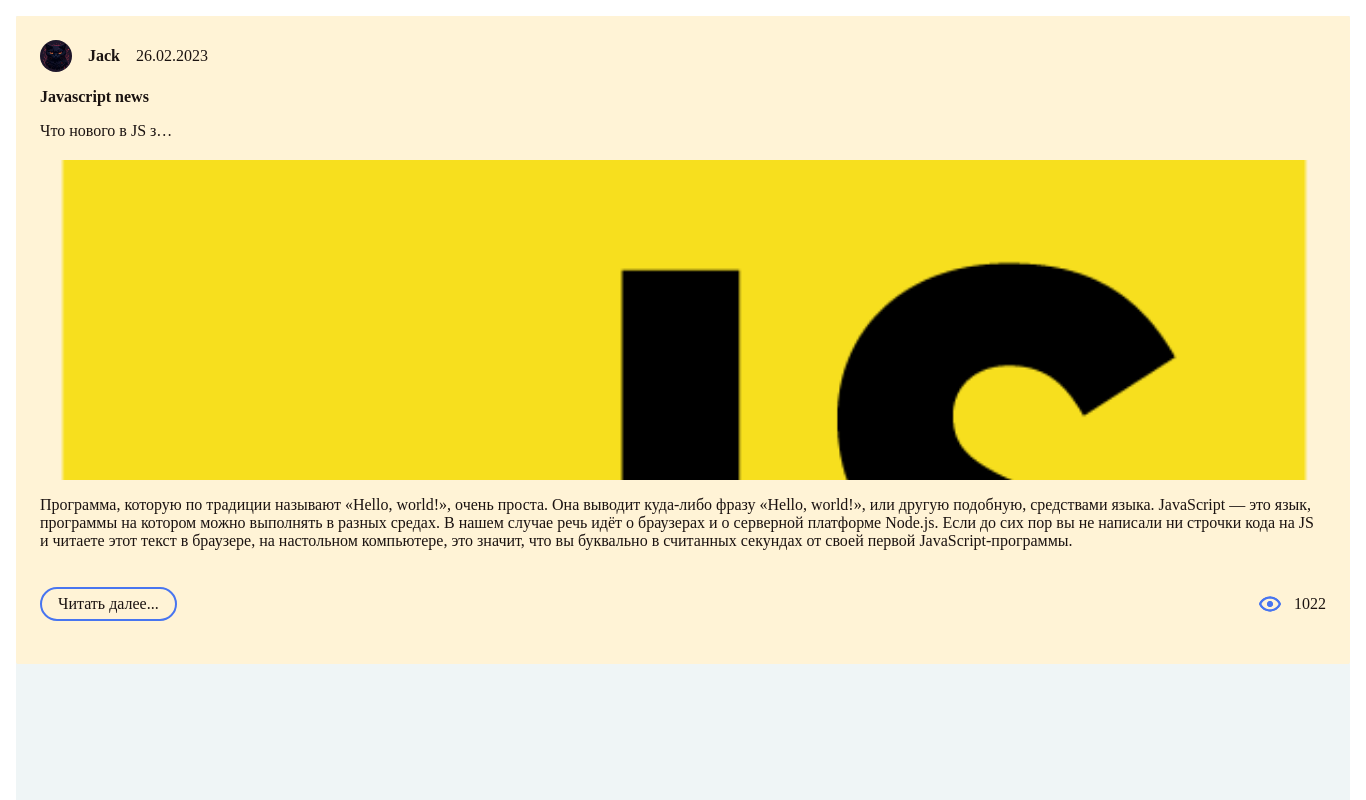 Jack 26.02.2023
Javascript news
Что нового в JS з…
JS
Программа, которую по традиции называют «Hello, world!», очень проста. Она выводит куда-либо фразу «Hello, world!», или другую подобную, средствами языка. JavaScript — это язык,
программы на котором можно выполнять в разных средах. В нашем случае речь идёт о браузерах и о серверной платформе Node.js. Если до сих пор вы не написали ни строчки кода на JS
и читаете этот текст в браузере, на настольном компьютере, это значит, что вы буквально в считанных секундах от своей первой JavaScript-программы.
Читать далее... 1022